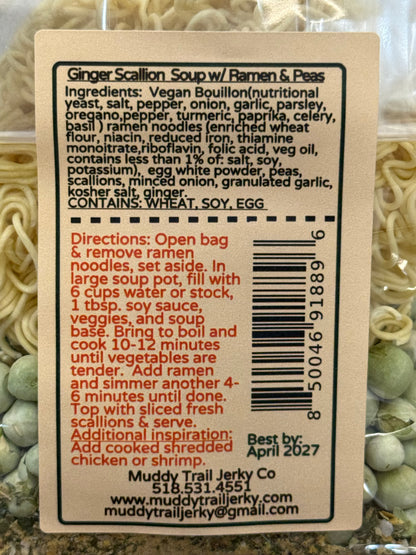 Ginger Scallion Soup w/ Ramen & Peas
Ingredients: Vegan Bouillon(nutritional
yeast, salt, pepper, onion, garlic, parsley,
oregano,pepper, turmeric, paprika, celery,
basil ) ramen noodles (enriched wheat
flour, niacin, reduced iron, thiamine
monoitrate,riboflavin, folic acid, veg oil,
contains less than 1% of: salt, soy,
potassium), egg white powder, peas,
scallions, minced onion, granulated garlic,
kosher salt, ginger.
CONTAINS: WHEAT, SOY, EGG
Directions: Open bag
& remove ramen
noodles, set aside. In
large soup pot, fill with
6 cups water or stock,
1 tbsp. soy sauce,
veggies, and soup
base. Bring to boil and
cook 10-12 minutes
until vegetables are
tender. Add ramen
and simmer another 4-
6 minutes until done.
Top with sliced fresh
scallions & serve.
Additional inspiration:
Add cooked shredded
chicken or shrimp.
8 50046 91889 6
Best by:
April 2027
Muddy Trail Jerky Co
518.531.4551
www.muddytrailjerky.com
muddytrailjerky@gmail.com